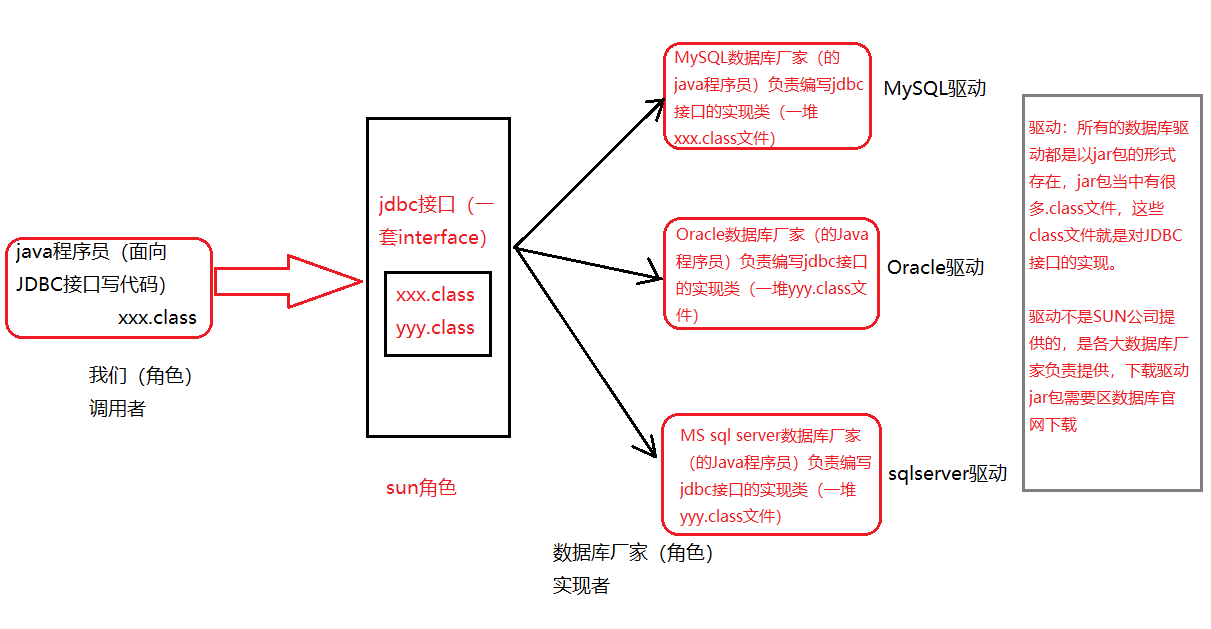 java程序员（面向
JDBC接口写代码）
xxx.class
我们（角色）
调用者
jdbc接口（一
套interface）
xxx.class
yyy.class
sun角色
MySQL数据库厂家（的
java程序员）负责编写jdbc
接口的实现类（一堆
xxx.class文件）
MySQL驱动
Oracle数据库厂家（的Java
程序员）负责编写jdbc接口
的实现类（一堆yyy.class文
件）
Oracle驱动
MS sql server数据库厂家
（的Java程序员）负责编写
jdbc接口的实现类（一堆
yyy.class文件）
sqlserver驱动
数据库厂家（角色）
实现者
驱动：所有的数据库驱
动都是以jar包的形式
存在，jar包当中有很
多.class文件，这些
class文件就是对JDBC
接口的实现。
驱动不是SUN公司提
供的，是各大数据库厂
家负责提供，下载驱动
jar包需要区数据库官
网下载